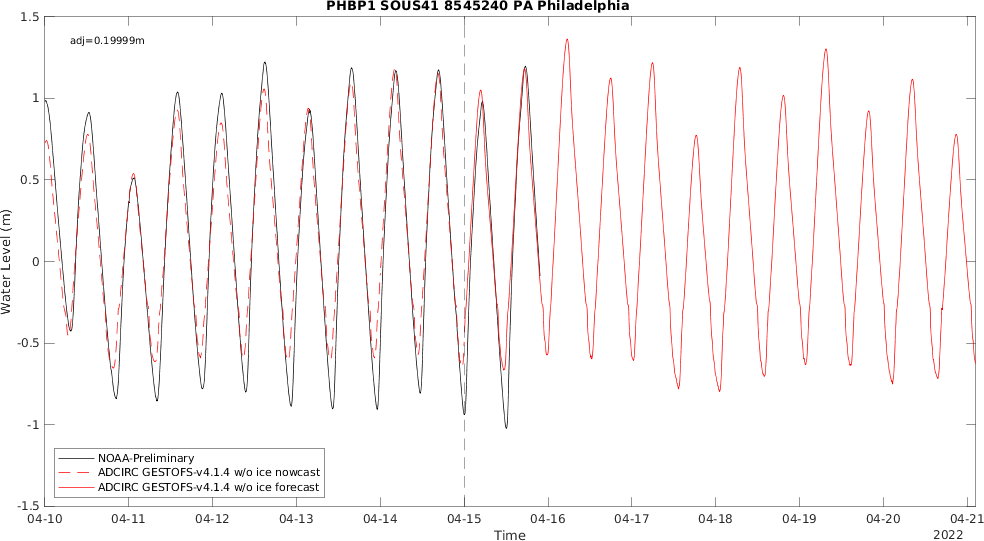 PHBP1 SOUS41 8545240 PA Philadelphia
adj=0.19999m
1.5
1
0.5
0
-0.5
-1
-1.5
Water Level (m)
NOAA-Preliminary
ADCIRC GESTOFS-v4.1.4 w/o ice nowcast
ADCIRC GESTOFS-v4.1.4 w/o ice forecast
04-10 04-11 04-12 04-13 04-14 04-15 04-16 04-17 04-18 04-19 04-20 04-21
Time
2022